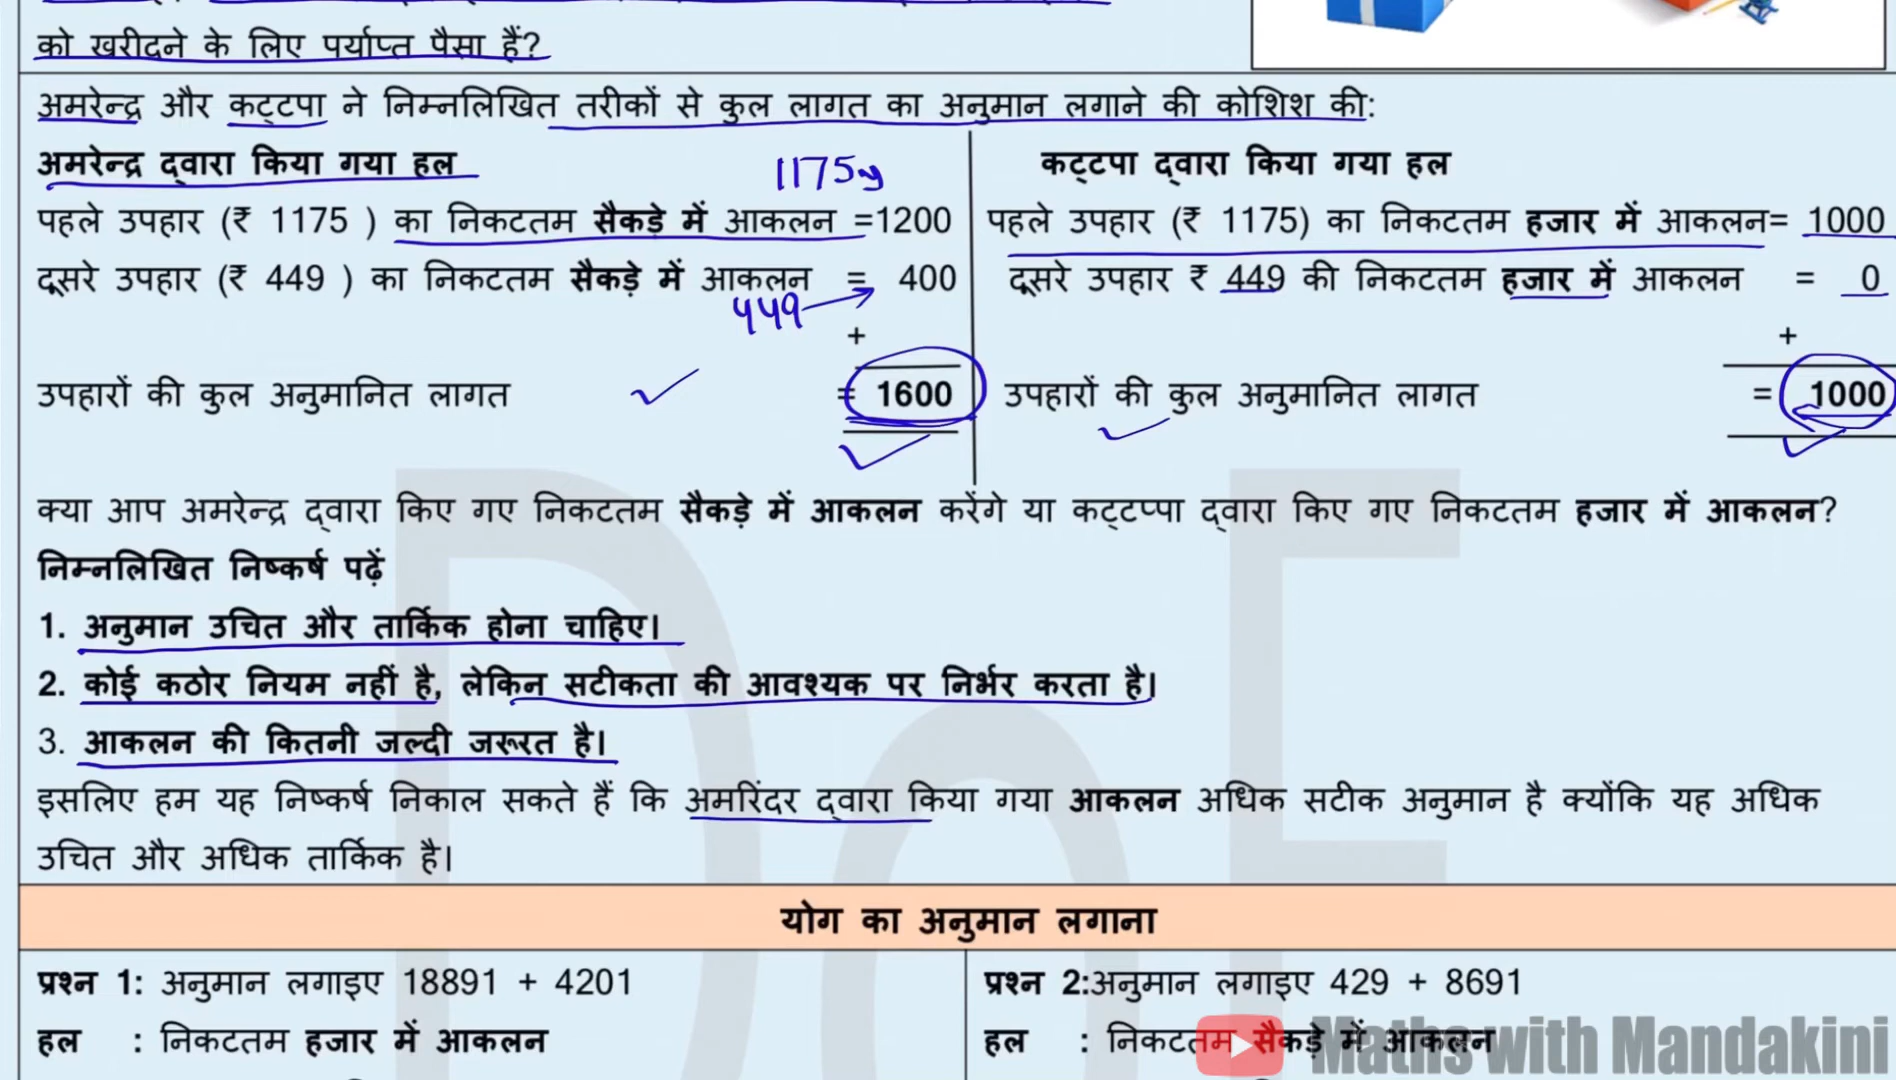 को खरीदने के लिए पर्याप्त पैसा हैं?
अमरेन्द्र और कट्टपा ने निम्नलिखित तरीकों से कुल लागत का अनुमान लगाने की कोशिश की:
अमरेन्द्र द्वारा किया गया हल
1175
पहले उपहार (₹ 1175 ) का निकटतम सैकड़े में आकलन =1200
दूसरे उपहार (₹ 449 ) का निकटतम सैकड़े में आकलन = 400
449
+
उपहारों की कुल अनुमानित लागत = 1600
कट्टपा द्वारा किया गया हल
पहले उपहार (₹ 1175) का निकटतम हजार में आकलन= 1000
दूसरे उपहार ₹ 449 की निकटतम हजार में आकलन = 0
+
उपहारों की कुल अनुमानित लागत = 1000
क्या आप अमरेन्द्र द्वारा किए गए निकटतम सैकड़े में आकलन करेंगे या कट्टप्पा द्वारा किए गए निकटतम हजार में आकलन?
निम्नलिखित निष्कर्ष पढ़ें
1. अनुमान उचित और तार्किक होना चाहिए।
2. कोई कठोर नियम नहीं है, लेकिन सटीकता की आवश्यक पर निर्भर करता है।
3. आकलन की कितनी जल्दी जरूरत है।
इसलिए हम यह निष्कर्ष निकाल सकते हैं कि अमरिंदर द्वारा किया गया आकलन अधिक सटीक अनुमान है क्योंकि यह अधिक
उचित और अधिक तार्किक है।
योग का अनुमान लगाना
प्रश्न 1: अनुमान लगाइए 18891 + 4201
हल : निकटतम हजार में आकलन
प्रश्न 2:अनुमान लगाइए 429 + 8691
हल : निकटतम सैकड़े में आकलन
Maths with Mandakini
DoE